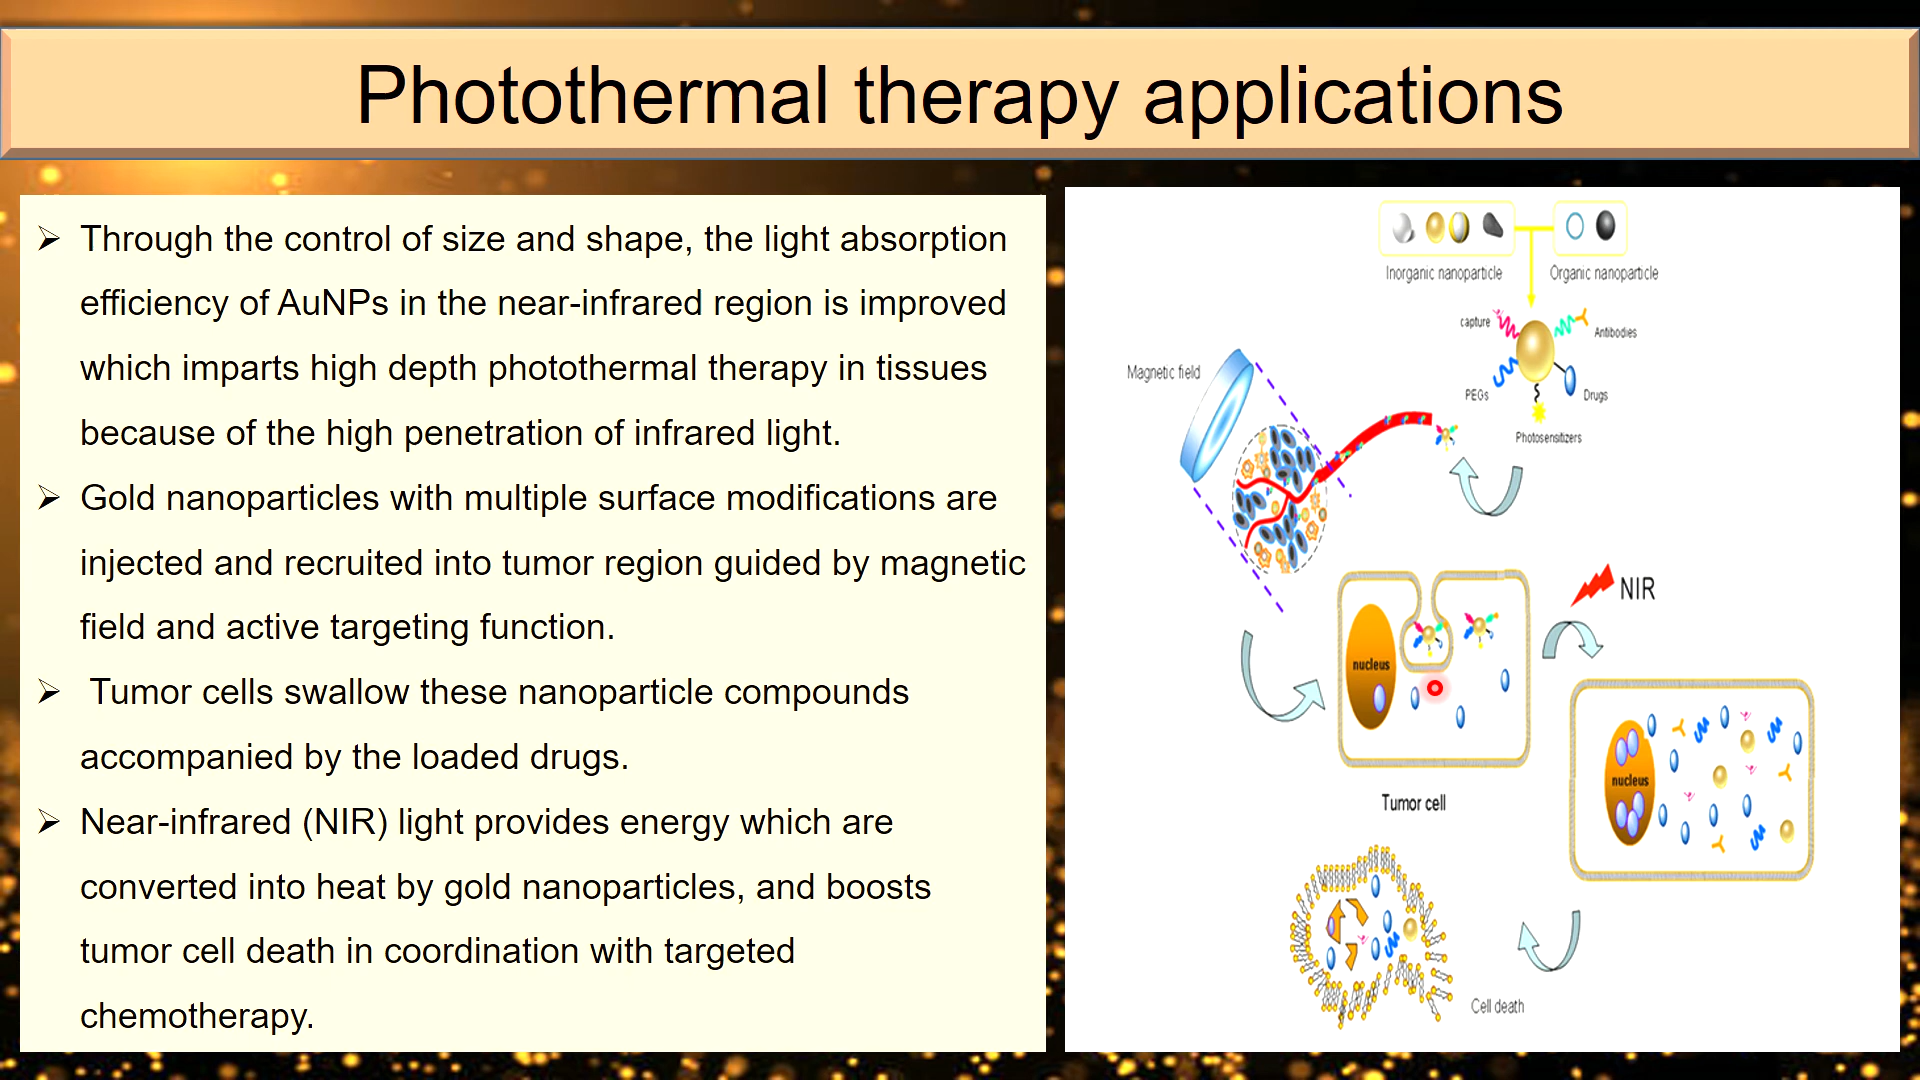 Photothermal therapy applications
Through the control of size and shape, the light absorption
efficiency of AuNPs in the near-infrared region is improved
which imparts high depth photothermal therapy in tissues
because of the high penetration of infrared light.
Gold nanoparticles with multiple surface modifications are
injected and recruited into tumor region guided by magnetic
field and active targeting function.
Tumor cells swallow these nanoparticle compounds
accompanied by the loaded drugs.
Near-infrared (NIR) light provides energy which are
converted into heat by gold nanoparticles, and boosts
tumor cell death in coordination with targeted
chemotherapy.
Inorganic nanoparticle
Organic nanoparticle
capture
Antibodies
Magnetic field
PEGs
Drugs
Photosensitizers
NIR
nucleus
nucleus
Tumor cell
Cell death